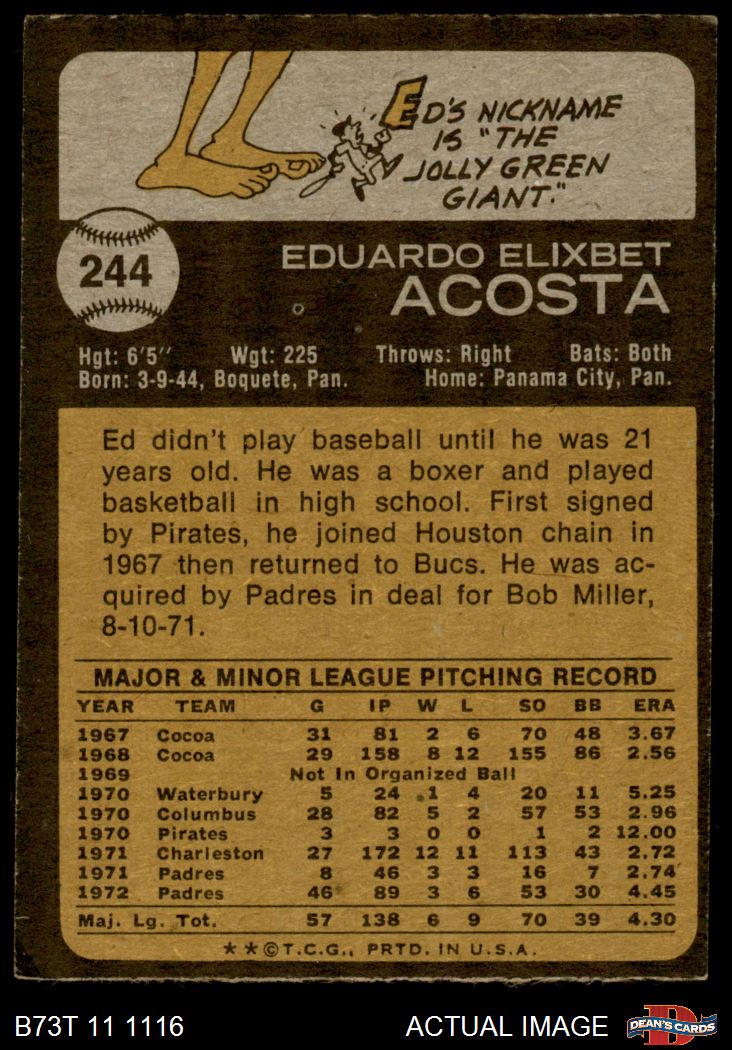 ED'S NICKNAME
IS "THE
JOLLY GREEN
GIANT."
244
EDUARDO ELIXBET
ACOSTA
Hgt: 6'5" Wgt: 225 Throws: Right Bats: Both
Born: 3-9-44, Boquete, Pan. Home: Panama City, Pan.
Ed didn't play baseball until he was 21
years old. He was a boxer and played
basketball in high school. First signed
by Pirates, he joined Houston chain in
1967 then returned to Bucs. He was ac-
quired by Padres in deal for Bob Miller,
8-10-71.
MAJOR & MINOR LEAGUE PITCHING RECORD
YEAR TEAM G IP W L SO BB ERA
1967 Cocoa 31 81 2 6 70 48 3.67
1968 Cocoa 29 158 8 12 155 86 2.56
1969 Not In Organized Ball
1970 Waterbury 5 24 1 4 20 11 5.25
1970 Columbus 28 82 5 2 57 53 2.96
1970 Pirates 3 3 0 0 1 2 12.00
1971 Charleston 27 172 12 11 113 43 2.72
1971 Padres 8 46 3 3 16 7 2.74
1972 Padres 46 89 3 6 53 30 4.45
Maj. Lg. Tot. 57 138 6 9 70 39 4.30
**©T.C.G., PRTD. IN U.S.A.
B73T 11 1116 ACTUAL IMAGE D DEAN'S CARDS